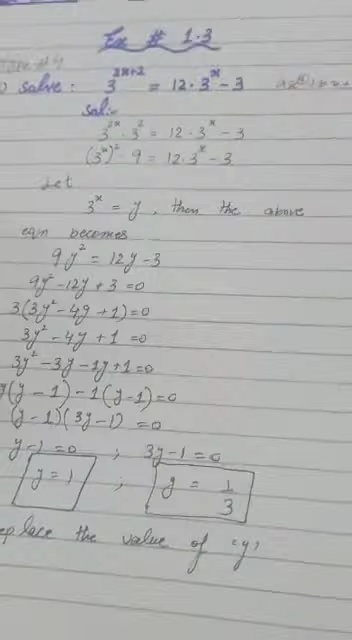 Ex # 1.3
solve: 3^{2x+2} = 12·3^x - 3
Sol:-
3^{2x}·3^2 = 12·3^x - 3
(3^x)^2·9 = 12·3^x - 3
Let
3^x = y, then the above
eqn becomes
9y^2 = 12y - 3
9y^2 - 12y + 3 = 0
3(3y^2 - 4y + 1) = 0
3y^2 - 4y + 1 = 0
3y^2 - 3y - 1y + 1 = 0
(y - 1) - 1(y - 1) = 0
(y - 1)(3y - 1) = 0
y - 1 = 0 ; 3y - 1 = 0
y = 1 ; y = 1/3
eplace the value of 'y'